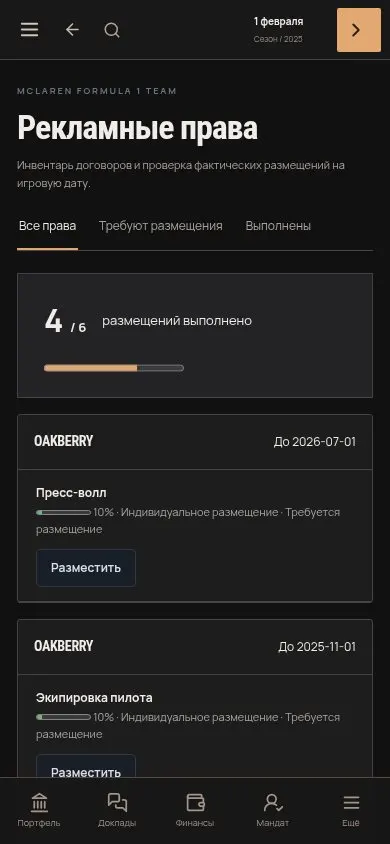 1 февраля
Сезон / 2025
MCLAREN FORMULA 1 TEAM
Рекламные права
Инвентарь договоров и проверка фактических размещений на
игровую дату.
Все права Требуют размещения Выполнены
4 / 6 размещений выполнено
OAKBERRY До 2026-07-01
Пресс-волл
10% · Индивидуальное размещение · Требуется
размещение
Разместить
OAKBERRY До 2025-11-01
Экипировка пилота
10% · Индивидуальное размещение · Требуется
размещение
Разместить
Портфель Доклады Финансы Мандат Ещё